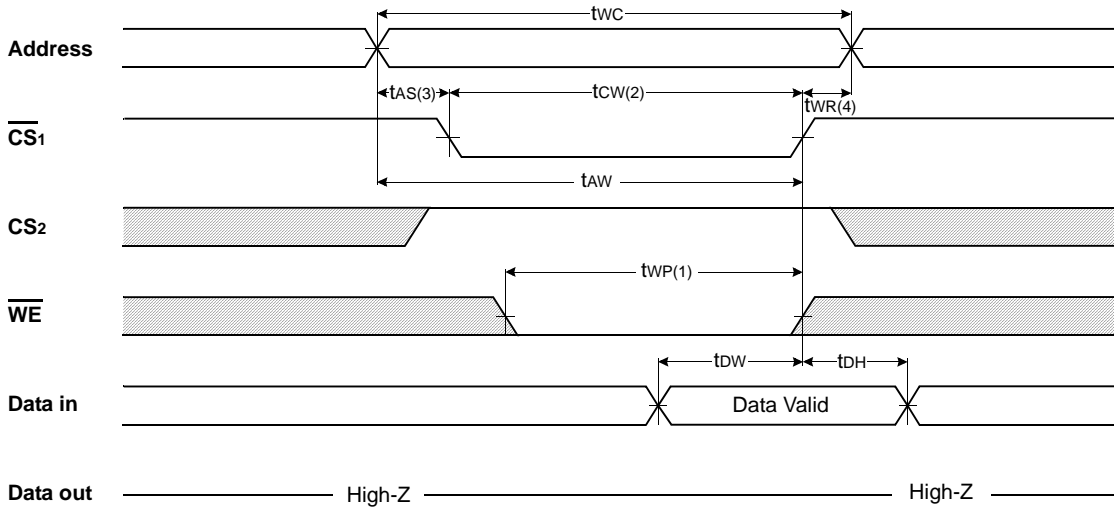 tWC
Address
tAS(3) tCW(2) tWR(4)
CS1
tAW
CS2
tWP(1)
WE
tDW tDH
Data in Data Valid
Data out High-Z High-Z